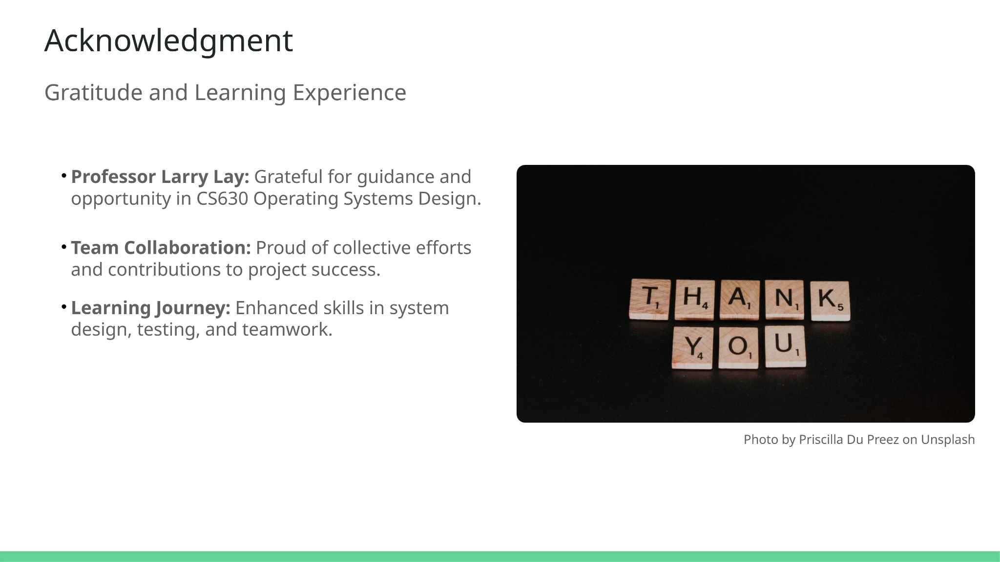 Acknowledgment
Gratitude and Learning Experience
• Professor Larry Lay: Grateful for guidance and
opportunity in CS630 Operating Systems Design.
• Team Collaboration: Proud of collective efforts
and contributions to project success.
• Learning Journey: Enhanced skills in system
design, testing, and teamwork.
T1 H4 A1 N1 K5
Y4 O1 U1
Photo by Priscilla Du Preez on Unsplash